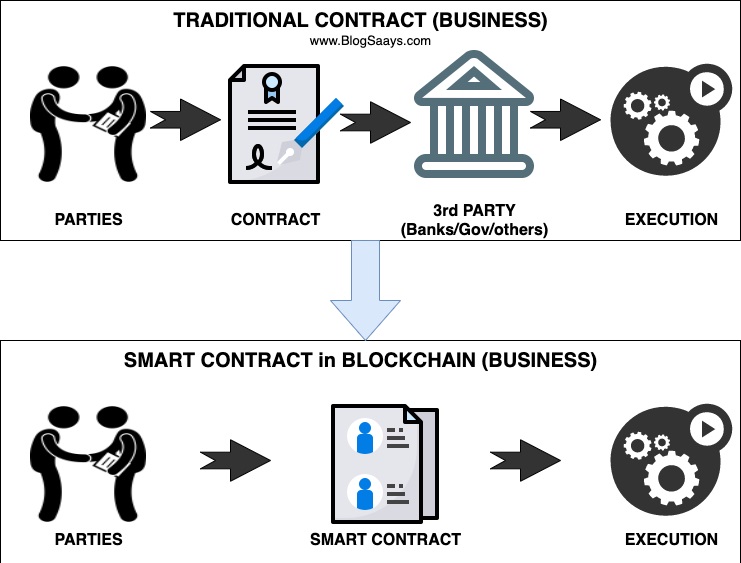 TRADITIONAL CONTRACT (BUSINESS)
www.BlogSaays.com
PARTIES
CONTRACT
3rd PARTY
(Banks/Gov/others)
EXECUTION
SMART CONTRACT in BLOCKCHAIN (BUSINESS)
PARTIES
SMART CONTRACT
EXECUTION